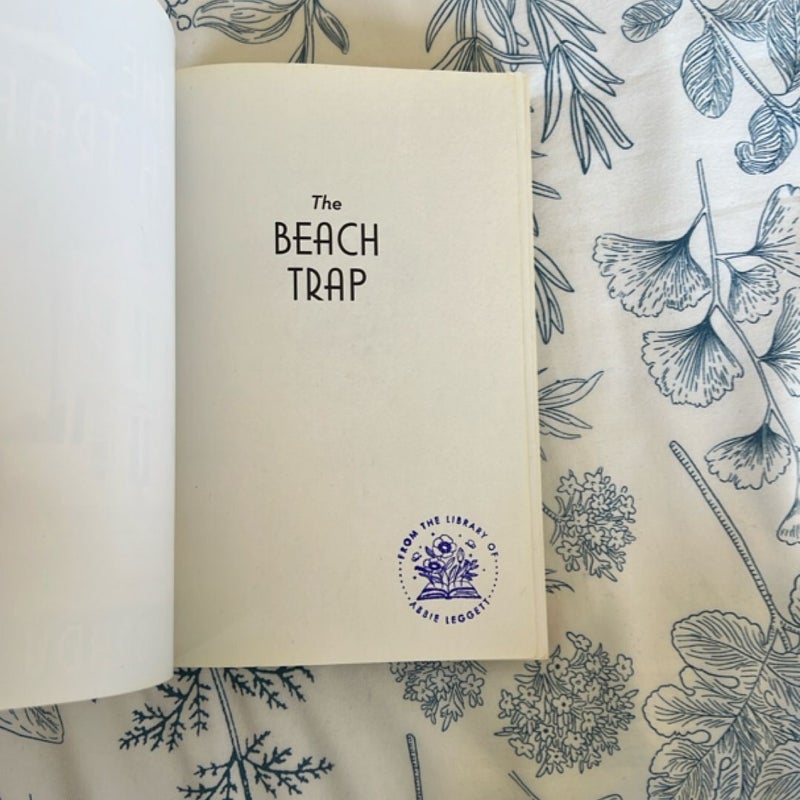 The
BEACH
TRAP
FROM THE LIBRARY OF
ABBIE LEGGETT